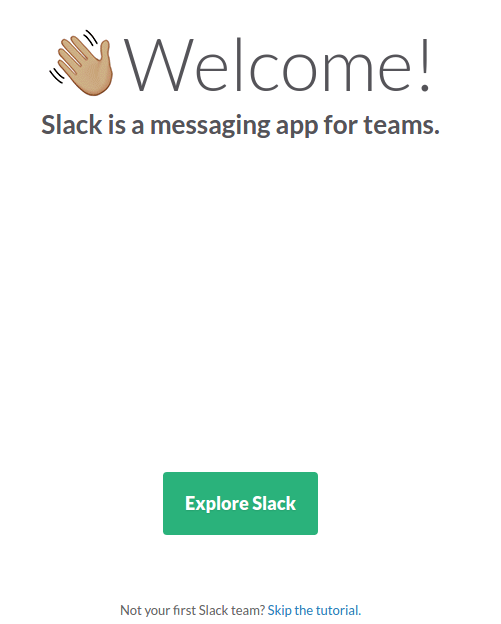 Welcome!
Slack is a messaging app for teams.
Explore Slack
Not your first Slack team? Skip the tutorial.